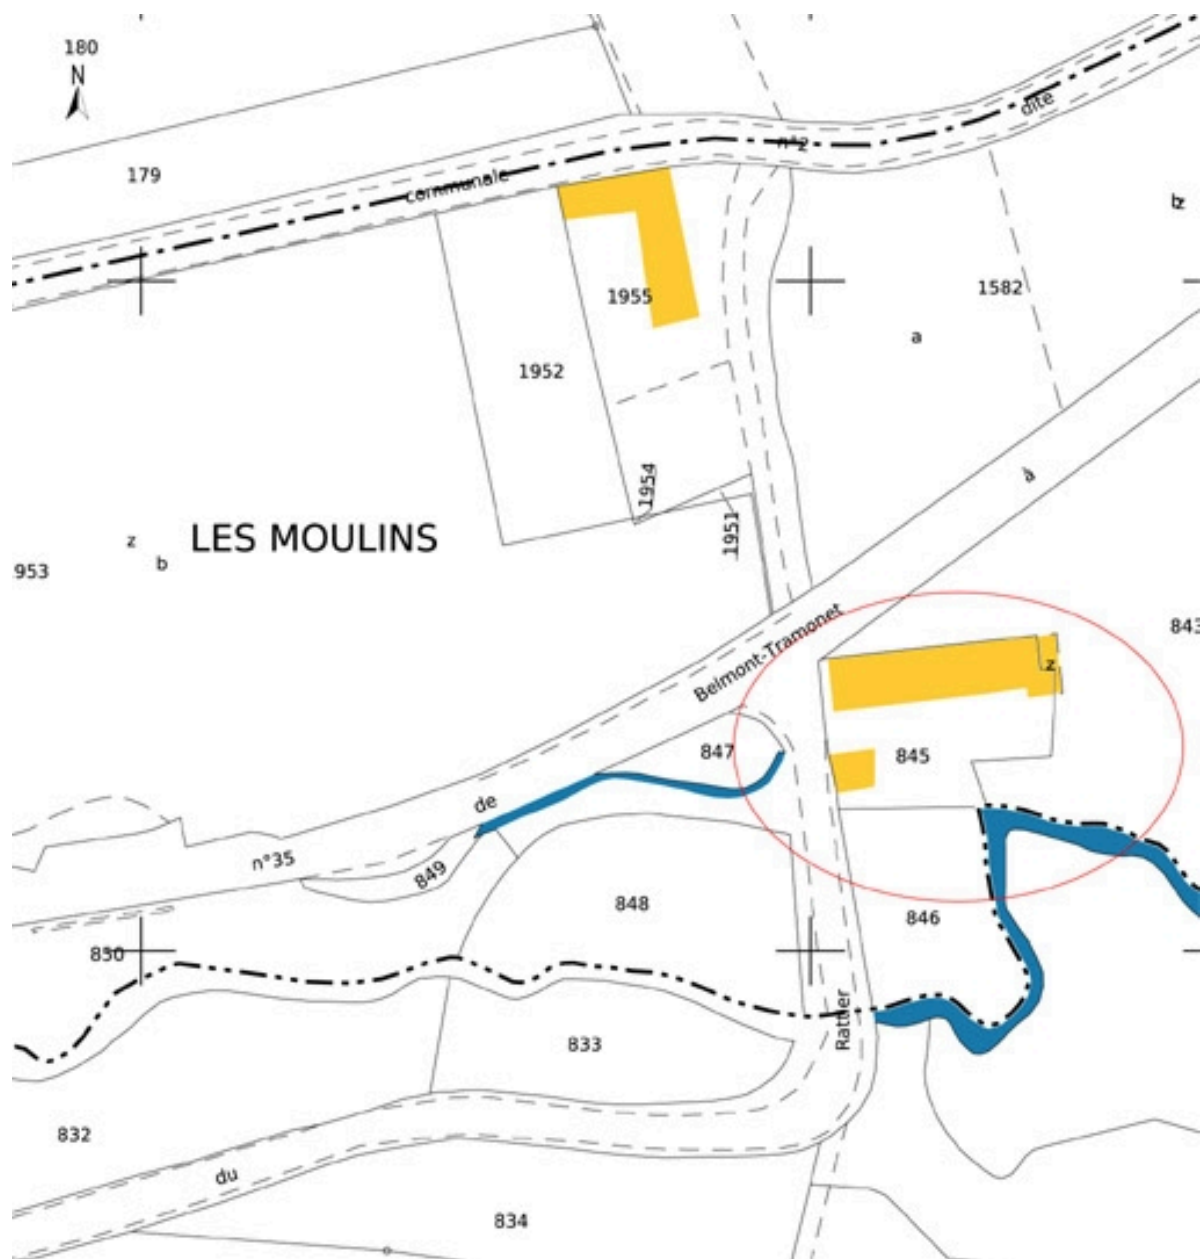 180
N
dite
n°2
179
communale
1582
a
1955
1952
1954
1951
LES MOULINS
z
b
953
à
Belmont-Tramonet
843
z
847
845
de
n°35
849
848
846
830
Rattier
833
832
du
834